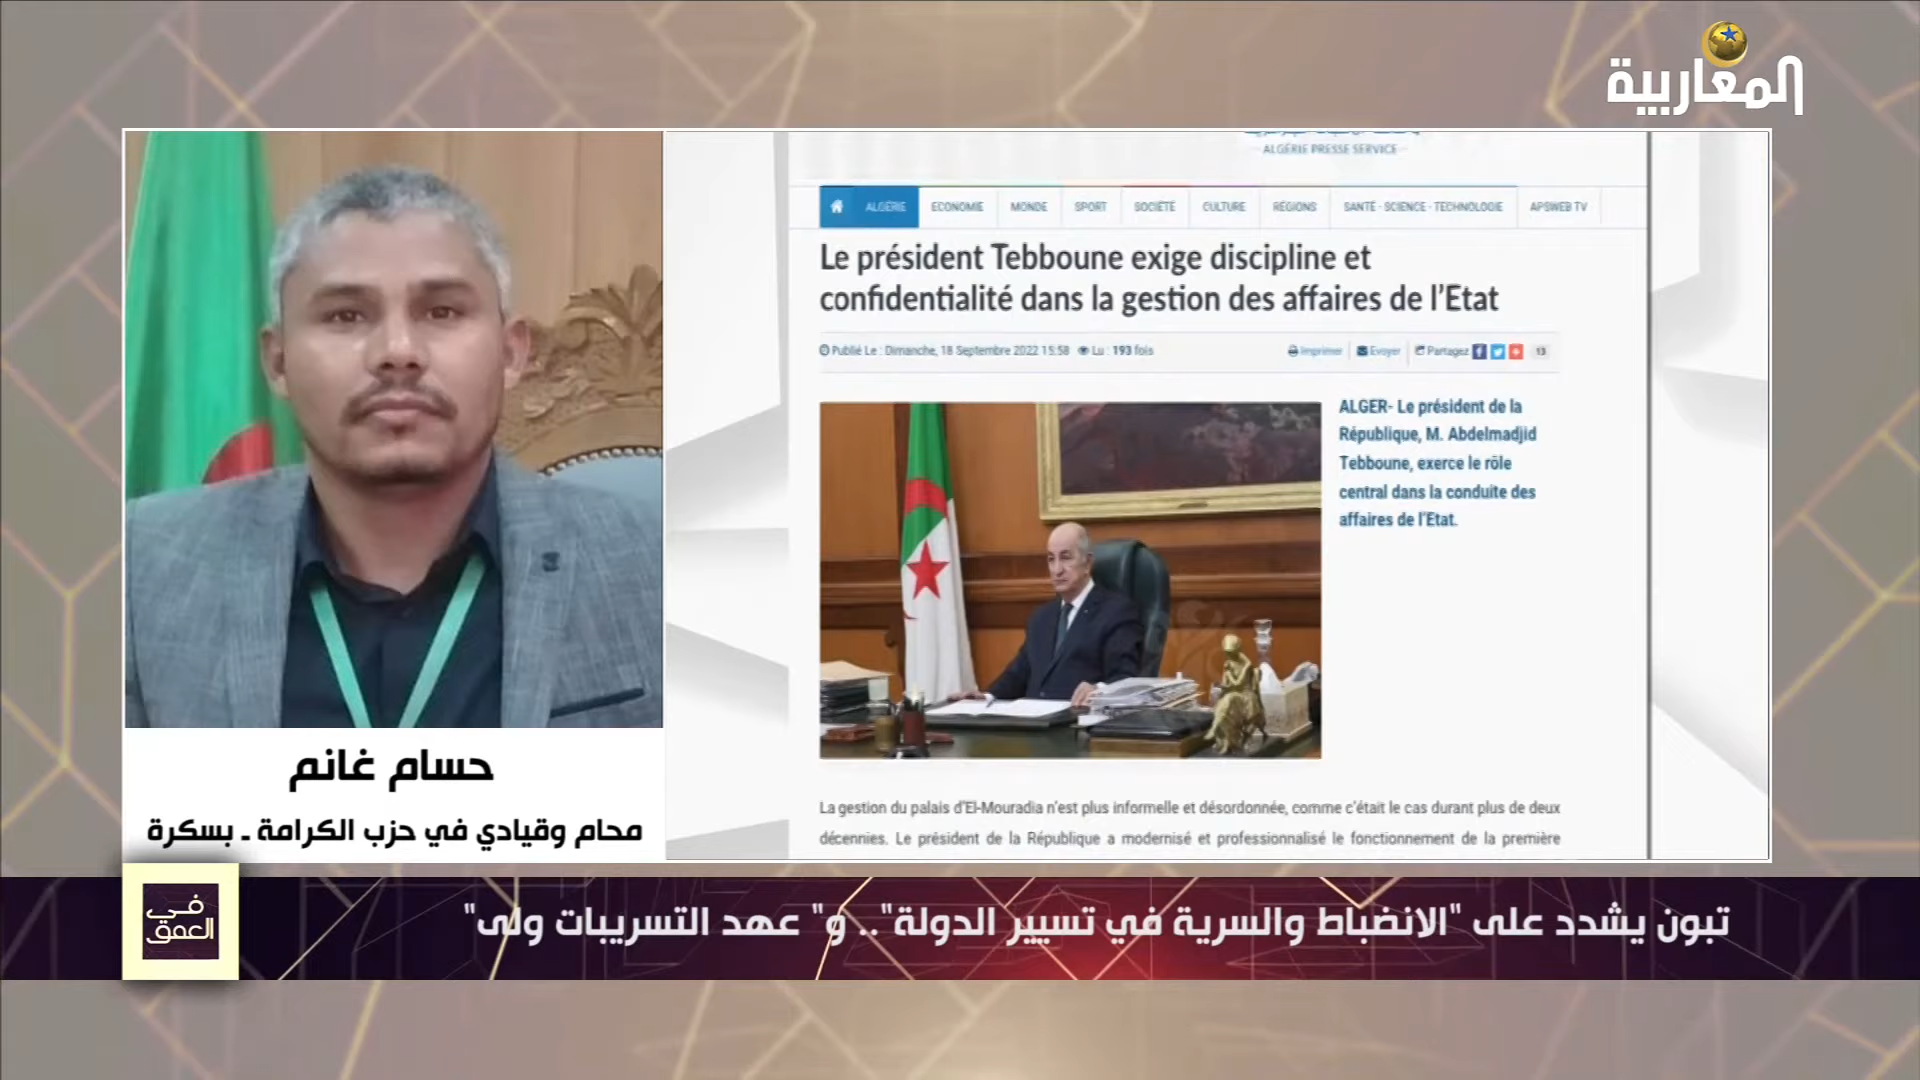 المغاربية
ALGÉRIE PRESSE SERVICE
ALGÉRIE ECONOMIE MONDE SPORT SOCIÉTÉ CULTURE RÉGIONS SANTÉ - SCIENCE - TECHNOLOGIE APSWEB TV
Le président Tebboune exige discipline et
confidentialité dans la gestion des affaires de l’Etat
Publié Le : Dimanche, 18 Septembre 2022 15:58 Lu : 193 fois
Imprimer Envoyer Partagez 13
ALGER- Le président de la
République, M. Abdelmadjid
Tebboune, exerce le rôle
central dans la conduite des
affaires de l’Etat.
La gestion du palais d’El-Mouradia n’est plus informelle et désordonnée, comme c’était le cas durant plus de deux
décennies. Le président de la République a modernisé et professionnalisé le fonctionnement de la première
حسام غانم
محام وقيادي في حزب الكرامة - بسكرة
تبون يشدد على "الانضباط والسرية في تسيير الدولة".. و" عهد التسريبات ولى"
في
العمق